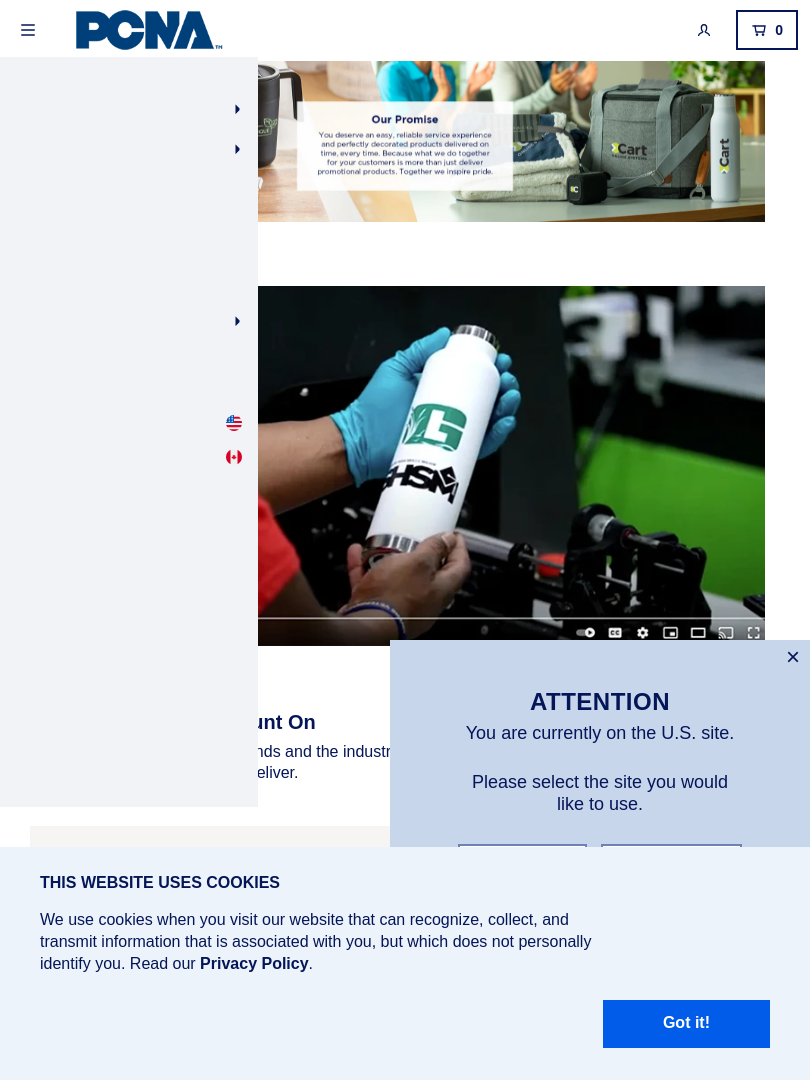 PCNA TM
0
Our Promise
You deserve an easy, reliable service experience
and perfectly decorated products delivered on
time, every time. Because what we do together
for your customers is more than just deliver
promotional products. Together we inspire pride.
Cart
Cart
G
GHSM
CC
unt On
nds and the industr
eliver.
ATTENTION
You are currently on the U.S. site.
Please select the site you would
like to use.
THIS WEBSITE USES COOKIES
We use cookies when you visit our website that can recognize, collect, and
transmit information that is associated with you, but which does not personally
identify you. Read our Privacy Policy.
Got it!